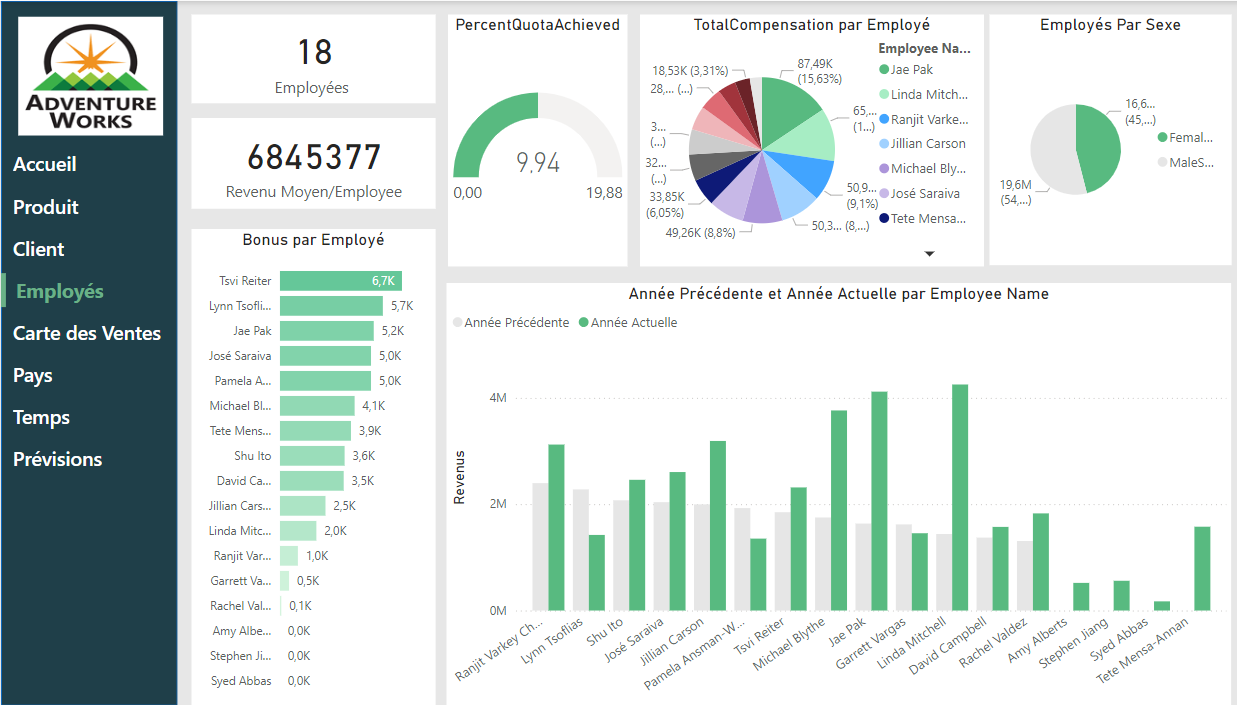 ADVENTURE
WORKS
Accueil
Produit
Client
Employés
Carte des Ventes
Pays
Temps
Prévisions
18
Employées
6845377
Revenu Moyen/Employee
Bonus par Employé
Tsvi Reiter 6,7K
Lynn Tsofli... 5,7K
Jae Pak 5,2K
José Saraiva 5,0K
Pamela A... 5,0K
Michael Bl... 4,1K
Tete Mens... 3,9K
Shu Ito 3,6K
David Ca... 3,5K
Jillian Cars... 2,5K
Linda Mitc... 2,0K
Ranjit Var... 1,0K
Garrett Va... 0,5K
Rachel Val... 0,1K
Amy Albe... 0,0K
Stephen Ji... 0,0K
Syed Abbas 0,0K
PercentQuotaAchieved
9,94
0,00
19,88
TotalCompensation par Employé
87,49K
(15,63%)
65,...
(1...)
50,9...
(9,1%)
50,3... (8,...)
49,26K (8,8%)
33,85K
(6,05%)
32...
(...)
3...
(...)
28,... (...)
18,53K (3,31%)
Employee Na...
Jae Pak
Linda Mitch...
Ranjit Varke...
Jillian Carson
Michael Bly...
José Saraiva
Tete Mensa...
Employés Par Sexe
16,6...
(45,...)
19,6M
(54,...)
Femal...
MaleS...
Année Précédente et Année Actuelle par Employee Name
Année Précédente
Année Actuelle
Revenus
4M
2M
0M
Ranjit Varkey Ch...
Lynn Tsoflias
Shu Ito
José Saraiva
Jillian Carson
Pamela Ansman-W...
Tsvi Reiter
Michael Blythe
Jae Pak
Garrett Vargas
Linda Mitchell
David Campbell
Rachel Valdez
Amy Alberts
Stephen Jiang
Syed Abbas
Tete Mensa-Annan